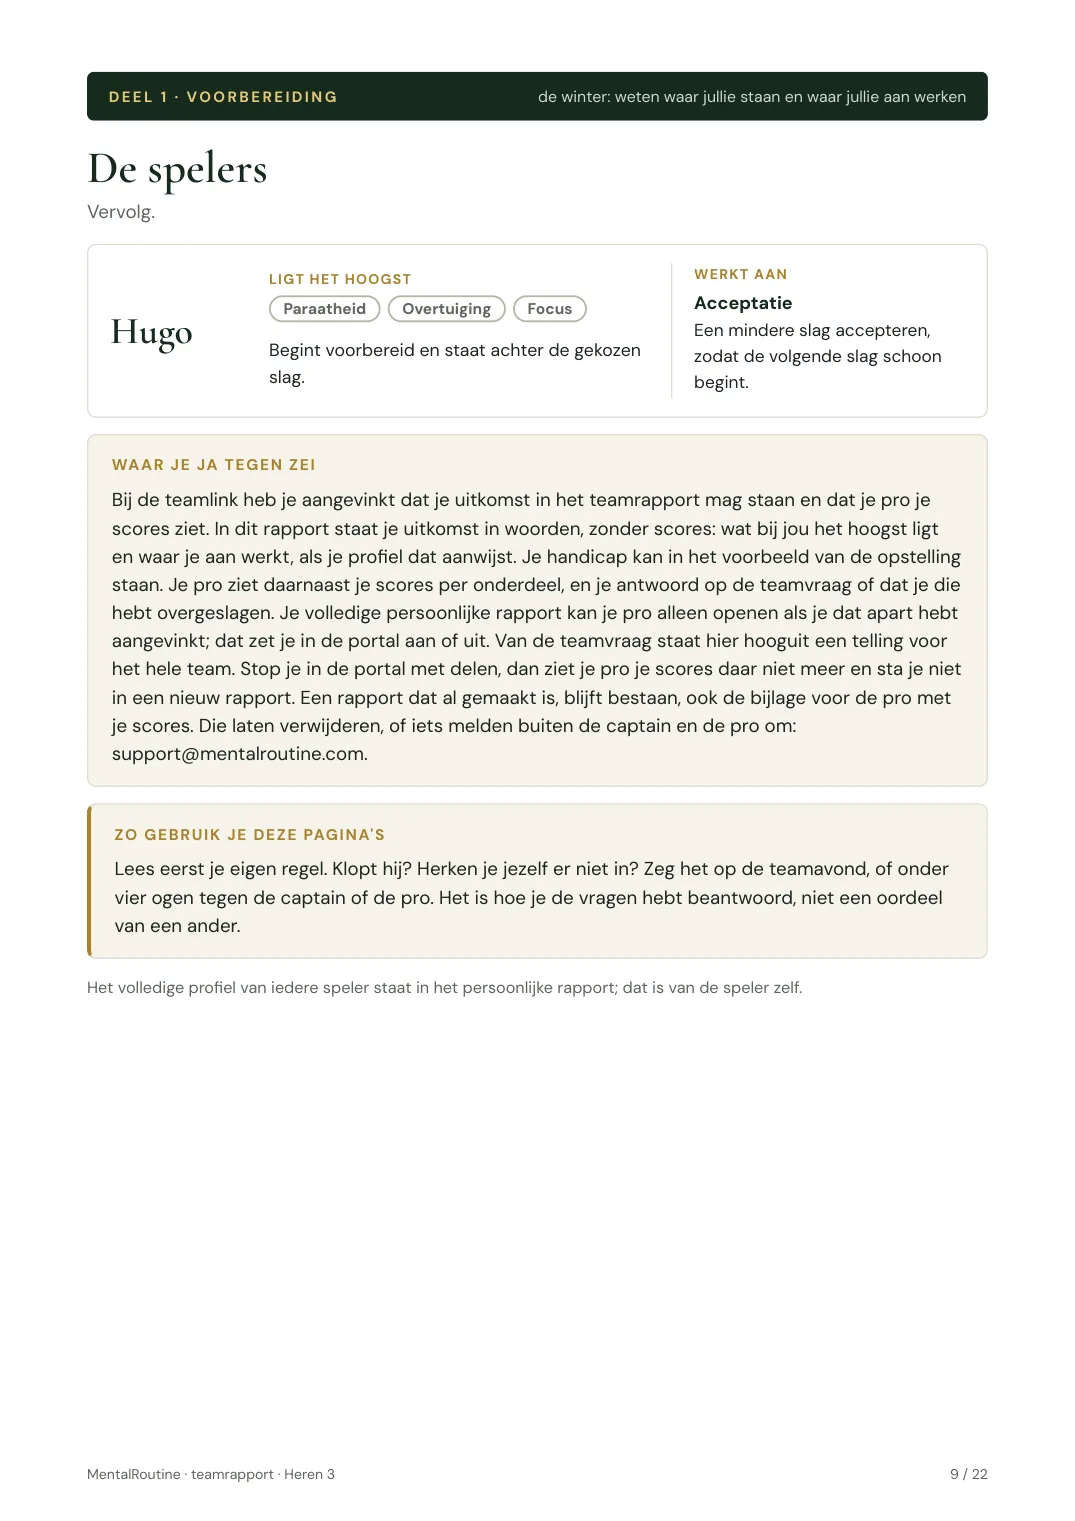 DEEL 1 · VOORBEREIDING
de winter: weten waar jullie staan en waar jullie aan werken
De spelers
Vervolg.
Hugo
LIGT HET HOOGST
Paraatheid Overtuiging Focus
Begint voorbereid en staat achter de gekozen
slag.
WERKT AAN
Acceptatie
Een mindere slag accepteren,
zodat de volgende slag schoon
begint.
WAAR JE JA TEGEN ZEI
Bij de teamlink heb je aangevinkt dat je uitkomst in het teamrapport mag staan en dat je pro je
scores ziet. In dit rapport staat je uitkomst in woorden, zonder scores: wat bij jou het hoogst ligt
en waar je aan werkt, als je profiel dat aanwijst. Je handicap kan in het voorbeeld van de opstelling
staan. Je pro ziet daarnaast je scores per onderdeel, en je antwoord op de teamvraag of dat je die
hebt overgeslagen. Je volledige persoonlijke rapport kan je pro alleen openen als je dat apart hebt
aangevinkt; dat zet je in de portal aan of uit. Van de teamvraag staat hier hooguit een telling voor
het hele team. Stop je in de portal met delen, dan ziet je pro je scores daar niet meer en sta je niet
in een nieuw rapport. Een rapport dat al gemaakt is, blijft bestaan, ook de bijlage voor de pro met
je scores. Die laten verwijderen, of iets melden buiten de captain en de pro om:
support@mentalroutine.com.
ZO GEBRUIK JE DEZE PAGINA'S
Lees eerst je eigen regel. Klopt hij? Herken je jezelf er niet in? Zeg het op de teamavond, of onder
vier ogen tegen de captain of de pro. Het is hoe je de vragen hebt beantwoord, niet een oordeel
van een ander.
Het volledige profiel van iedere speler staat in het persoonlijke rapport; dat is van de speler zelf.
MentalRoutine · teamrapport · Heren 3
9 / 22